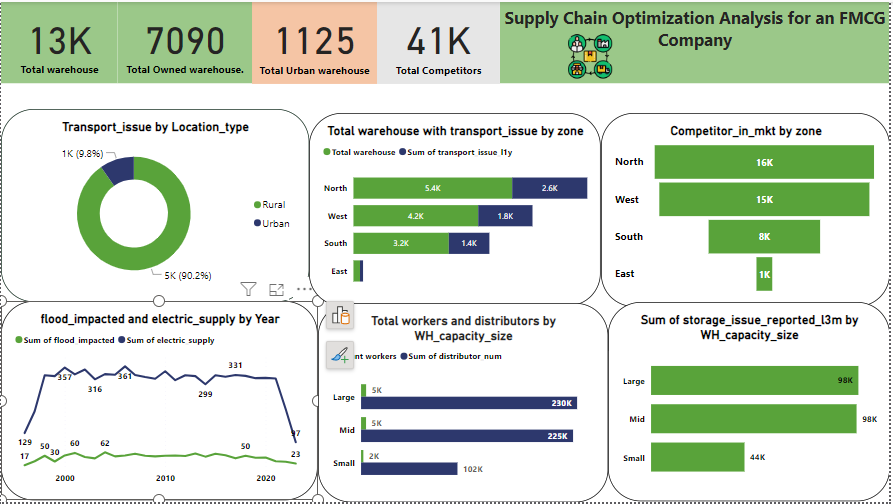 13K
Total warehouse
7090
Total Owned warehouse.
1125
Total Urban warehouse
41K
Total Competitors
Supply Chain Optimization Analysis for an FMCG
Company
Transport_issue by Location_type
1K (9.8%)
Rural
Urban
5K (90.2%)
Total warehouse with transport_issue by zone
Total warehouse Sum of transport issue l1y
North 5.4K 2.6K
West 4.2K 1.8K
South 3.2K 1.4K
East
Competitor_in_mkt by zone
North 16K
West 15K
South 8K
East 1K
flood_impacted and electric_supply by Year
Sum of flood impacted Sum of electric supply
357 361 331
316 299
129 97
17 50 30 60 62 50 23
2000 2010 2020
Total workers and distributors by
WH_capacity_size
nt workers Sum of distributor num
Large 5K
230K
Mid 5K
225K
Small 2K
102K
Sum of storage_issue_reported_l3m by
WH_capacity_size
Large 98K
Mid 98K
Small 44K